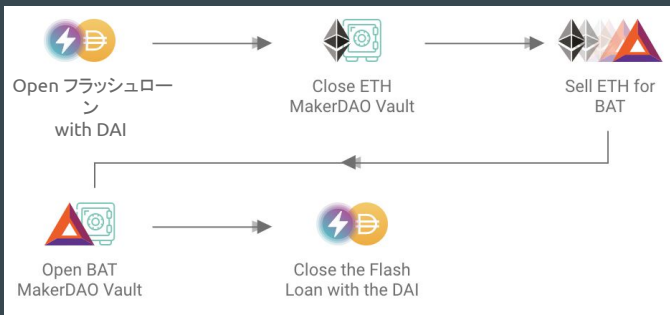 Open フラッシュロー
ン
with DAI
Close ETH
MakerDAO Vault
Sell ETH for
BAT
Open BAT
MakerDAO Vault
Close the Flash
Loan with the DAI